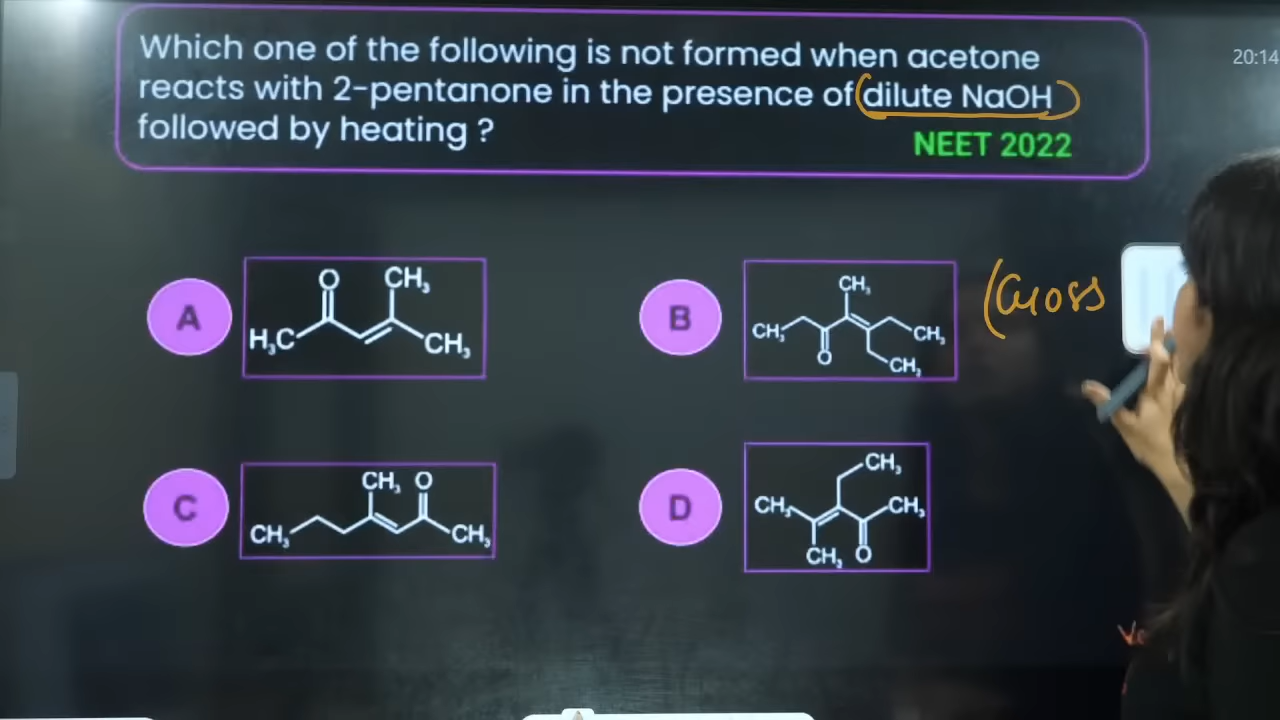 Which one of the following is not formed when acetone
20:14
reacts with 2-pentanone in the presence of dilute NaOH
followed by heating ?
NEET 2022
A
O
CH₃
H₃C
CH₃
B
CH₃
CH₃
O
CH₃
CH₃
(Cross
C
CH₃ O
CH₃
CH₃
D
CH₃
CH₃
CH₃
CH₃ O